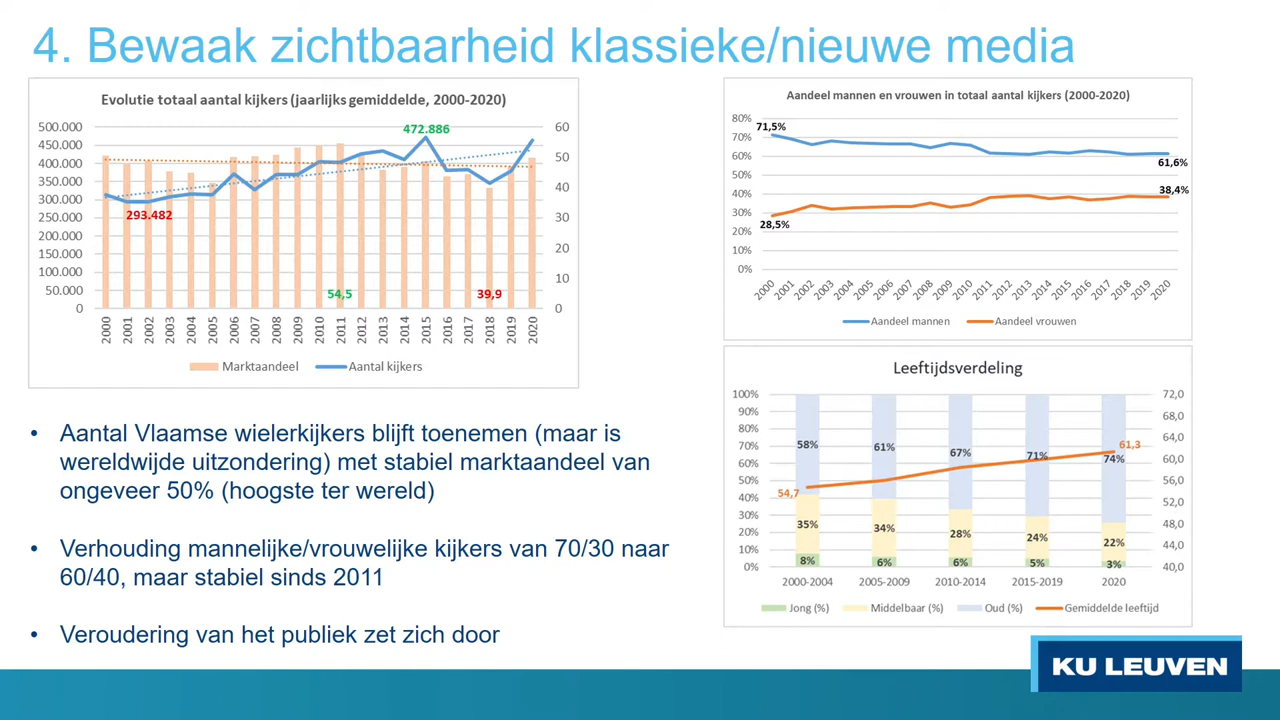 4. Bewaak zichtbaarheid klassieke/nieuwe media
Evolutie totaal aantal kijkers (jaarlijks gemiddelde, 2000-2020)
500.000
450.000
400.000
350.000
300.000
250.000
200.000
150.000
100.000
50.000
0
60
50
40
30
20
10
0
472.886
293.482
54,5
39,9
2000 2001 2002 2003 2004 2005 2006 2007 2008 2009 2010 2011 2012 2013 2014 2015 2016 2017 2018 2019 2020
Marktaandeel Aantal kijkers
Aandeel mannen en vrouwen in totaal aantal kijkers (2000-2020)
80%
70%
60%
50%
40%
30%
20%
10%
0%
71,5%
61,6%
38,4%
28,5%
2000 2001 2002 2003 2004 2005 2006 2007 2008 2009 2010 2011 2012 2013 2014 2015 2016 2017 2018 2019 2020
Aandeel mannen Aandeel vrouwen
Leeftijdsverdeling
100%
90%
80%
70%
60%
50%
40%
30%
20%
10%
0%
72,0
68,0
64,0
60,0
56,0
52,0
48,0
44,0
40,0
58% 61% 67% 71% 74%
54,7 61,3
35% 34% 28% 24% 22%
8% 6% 6% 5% 3%
2000-2004 2005-2009 2010-2014 2015-2019 2020
Jong (%) Middelbaar (%) Oud (%) Gemiddelde leeftijd
• Aantal Vlaamse wielerkijkers blijft toenemen (maar is
wereldwijde uitzondering) met stabiel marktaandeel van
ongeveer 50% (hoogste ter wereld)
• Verhouding mannelijke/vrouwelijke kijkers van 70/30 naar
60/40, maar stabiel sinds 2011
• Veroudering van het publiek zet zich door
KU LEUVEN